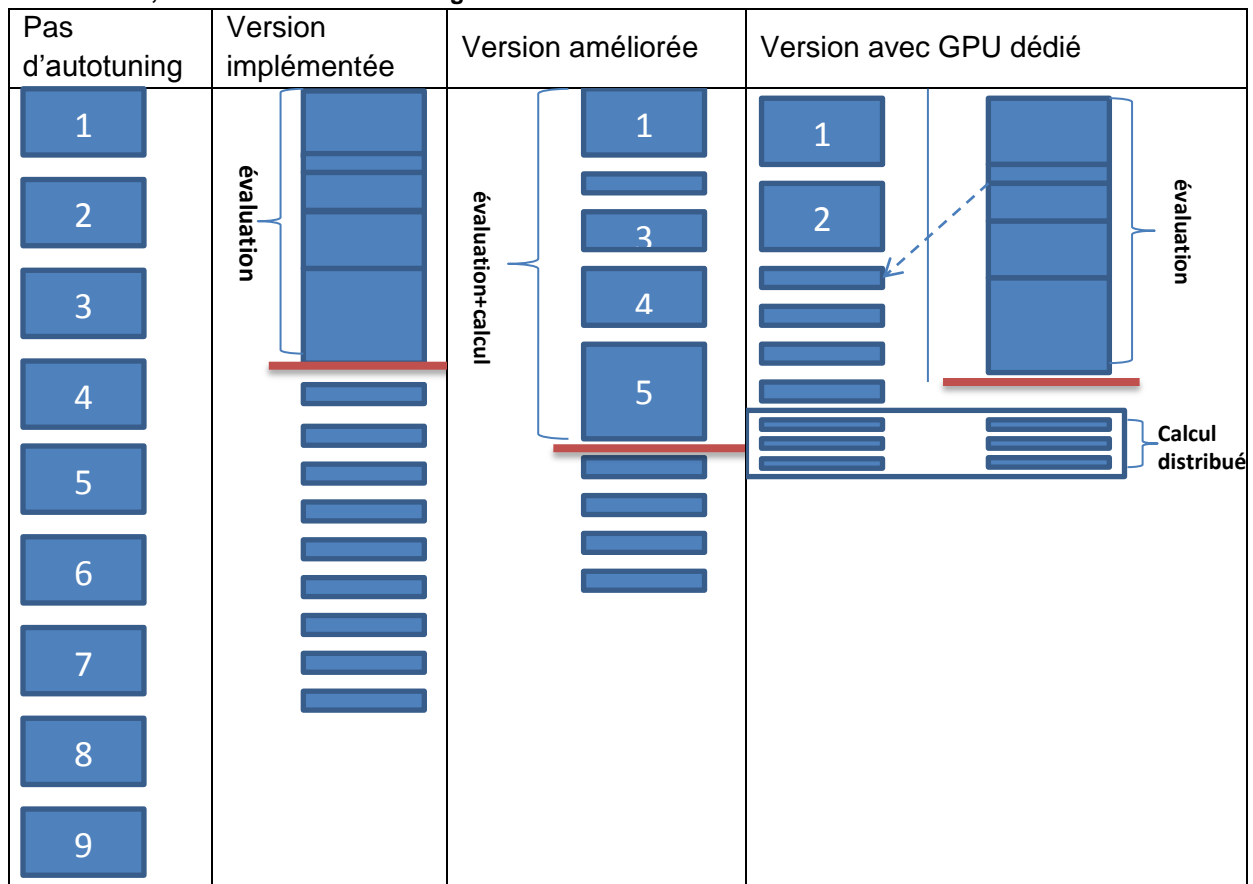 Pas
d'autotuning
Version
implémentée
Version améliorée
Version avec GPU dédié
1
2
3
4
5
6
7
8
9
évaluation
évaluation+calcul
1
3
4
5
1
2
évaluation
Calcul
distribué